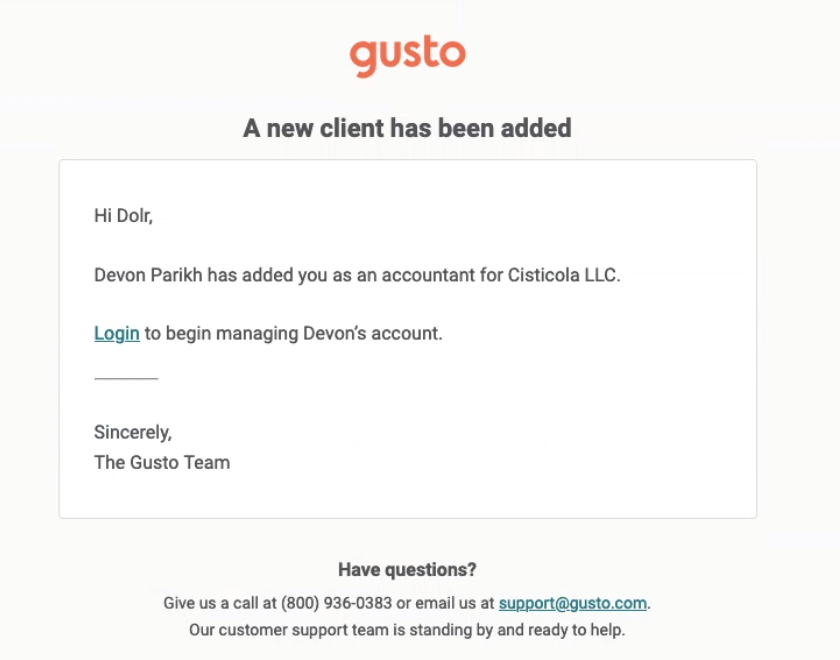 gusto
A new client has been added
Hi Dolr,
Devon Parikh has added you as an accountant for Cisticola LLC.
Login to begin managing Devon’s account.
Sincerely,
The Gusto Team
Have questions?
Give us a call at (800) 936-0383 or email us at support@gusto.com.
Our customer support team is standing by and ready to help.